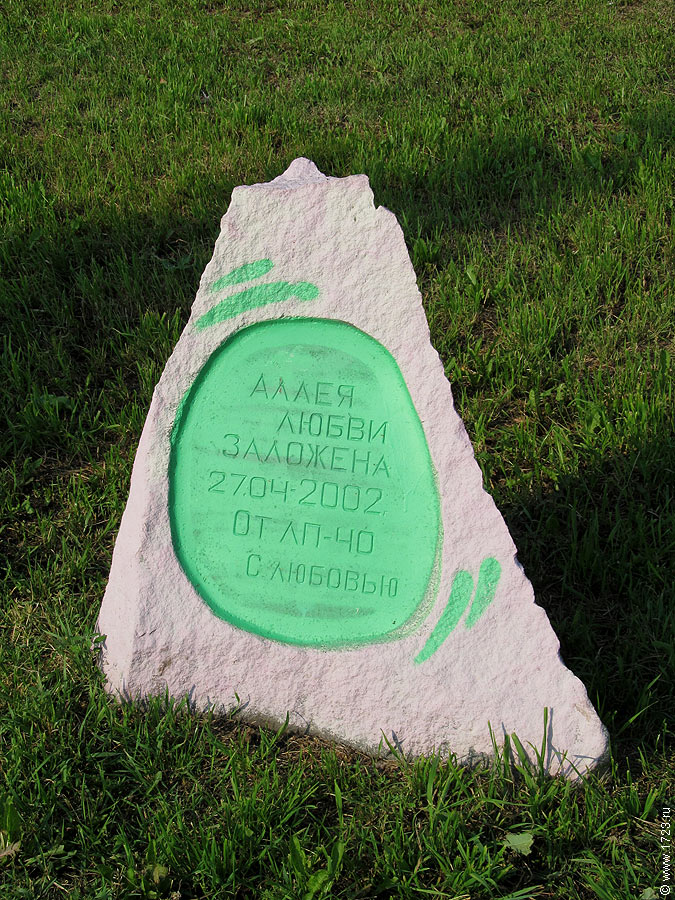 АЛЛЕЯ
ЛЮБВИ
ЗАЛОЖЕНА
27.04-2002.
ОТ ЛП-40
С ЛЮБОВЬЮ
© www.1723.ru